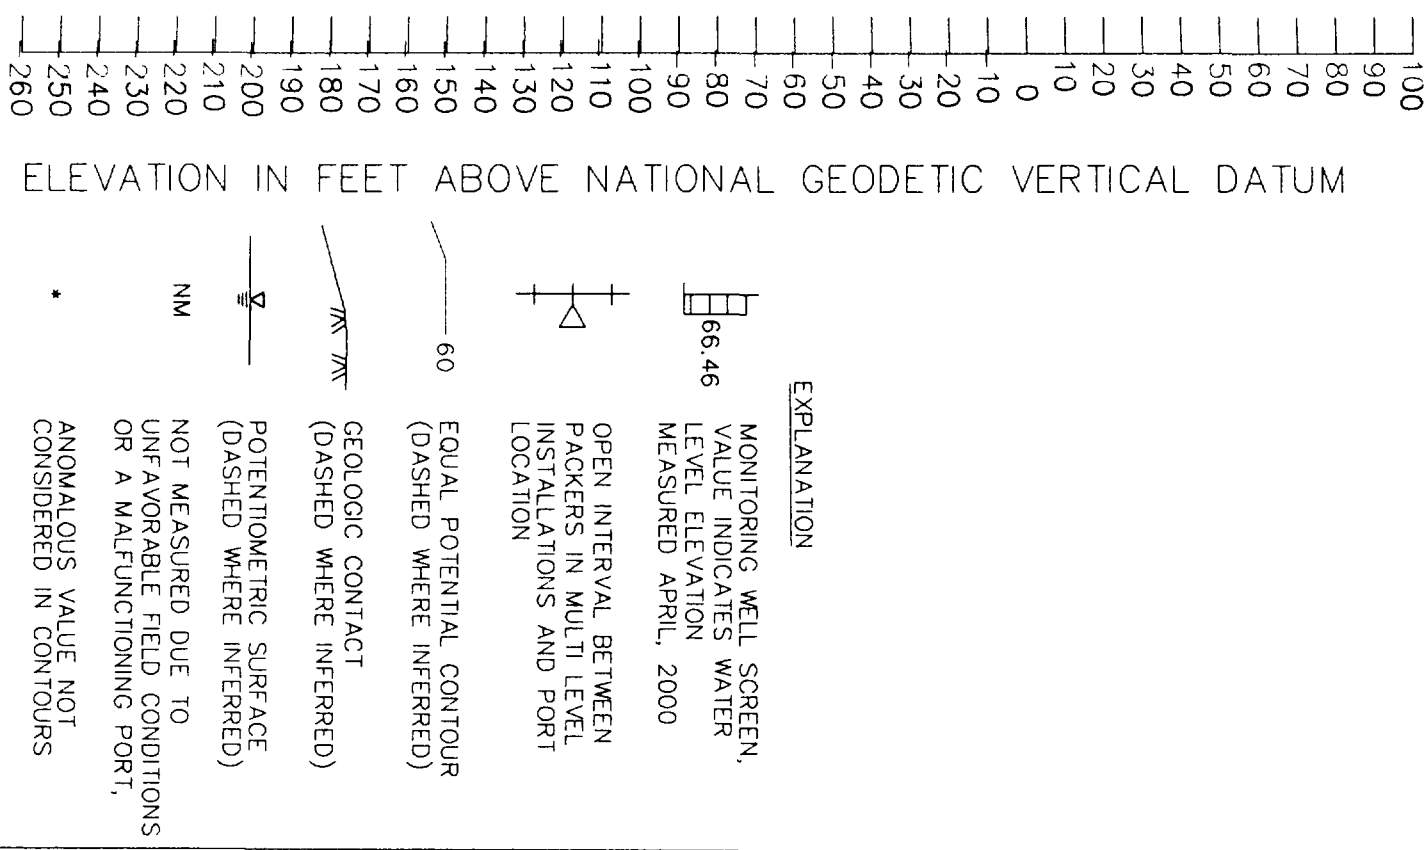 100
90
80
70
60
50
40
30
20
10
0
-10
-20
-30
-40
-50
-60
-70
-80
-90
-100
-110
-120
-130
-140
-150
-160
-170
-180
-190
-200
-210
-220
-230
-240
-250
-260
ELEVATION IN FEET ABOVE NATIONAL GEODETIC VERTICAL DATUM
EXPLANATION
66.46
MONITORING WELL SCREEN,
VALUE INDICATES WATER
LEVEL ELEVATION
MEASURED APRIL, 2000
OPEN INTERVAL BETWEEN
PACKERS IN MULTI LEVEL
INSTALLATIONS AND PORT
LOCATION
60
EQUAL POTENTIAL CONTOUR
(DASHED WHERE INFERRED)
GEOLOGIC CONTACT
(DASHED WHERE INFERRED)
POTENTIOMETRIC SURFACE
(DASHED WHERE INFERRED)
NM
NOT MEASURED DUE TO
UNFAVORABLE FIELD CONDITIONS
OR A MALFUNCTIONING PORT,
*
ANOMALOUS VALUE NOT
CONSIDERED IN CONTOURS